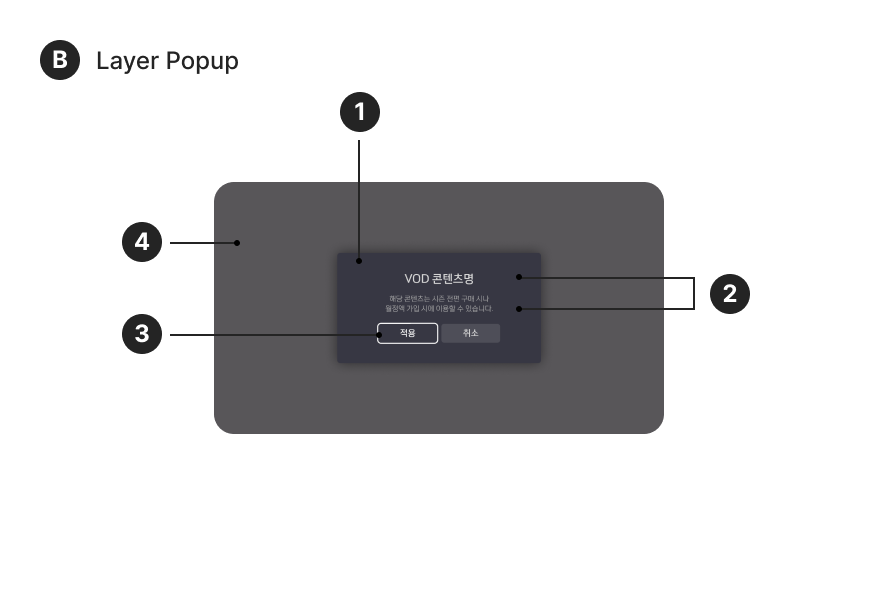 B Layer Popup
1
4
VOD 콘텐츠명
2
해당 콘텐츠는 시즌 전편 구매 시나
월정액 가입 시에 이용할 수 있습니다.
3
적용 취소